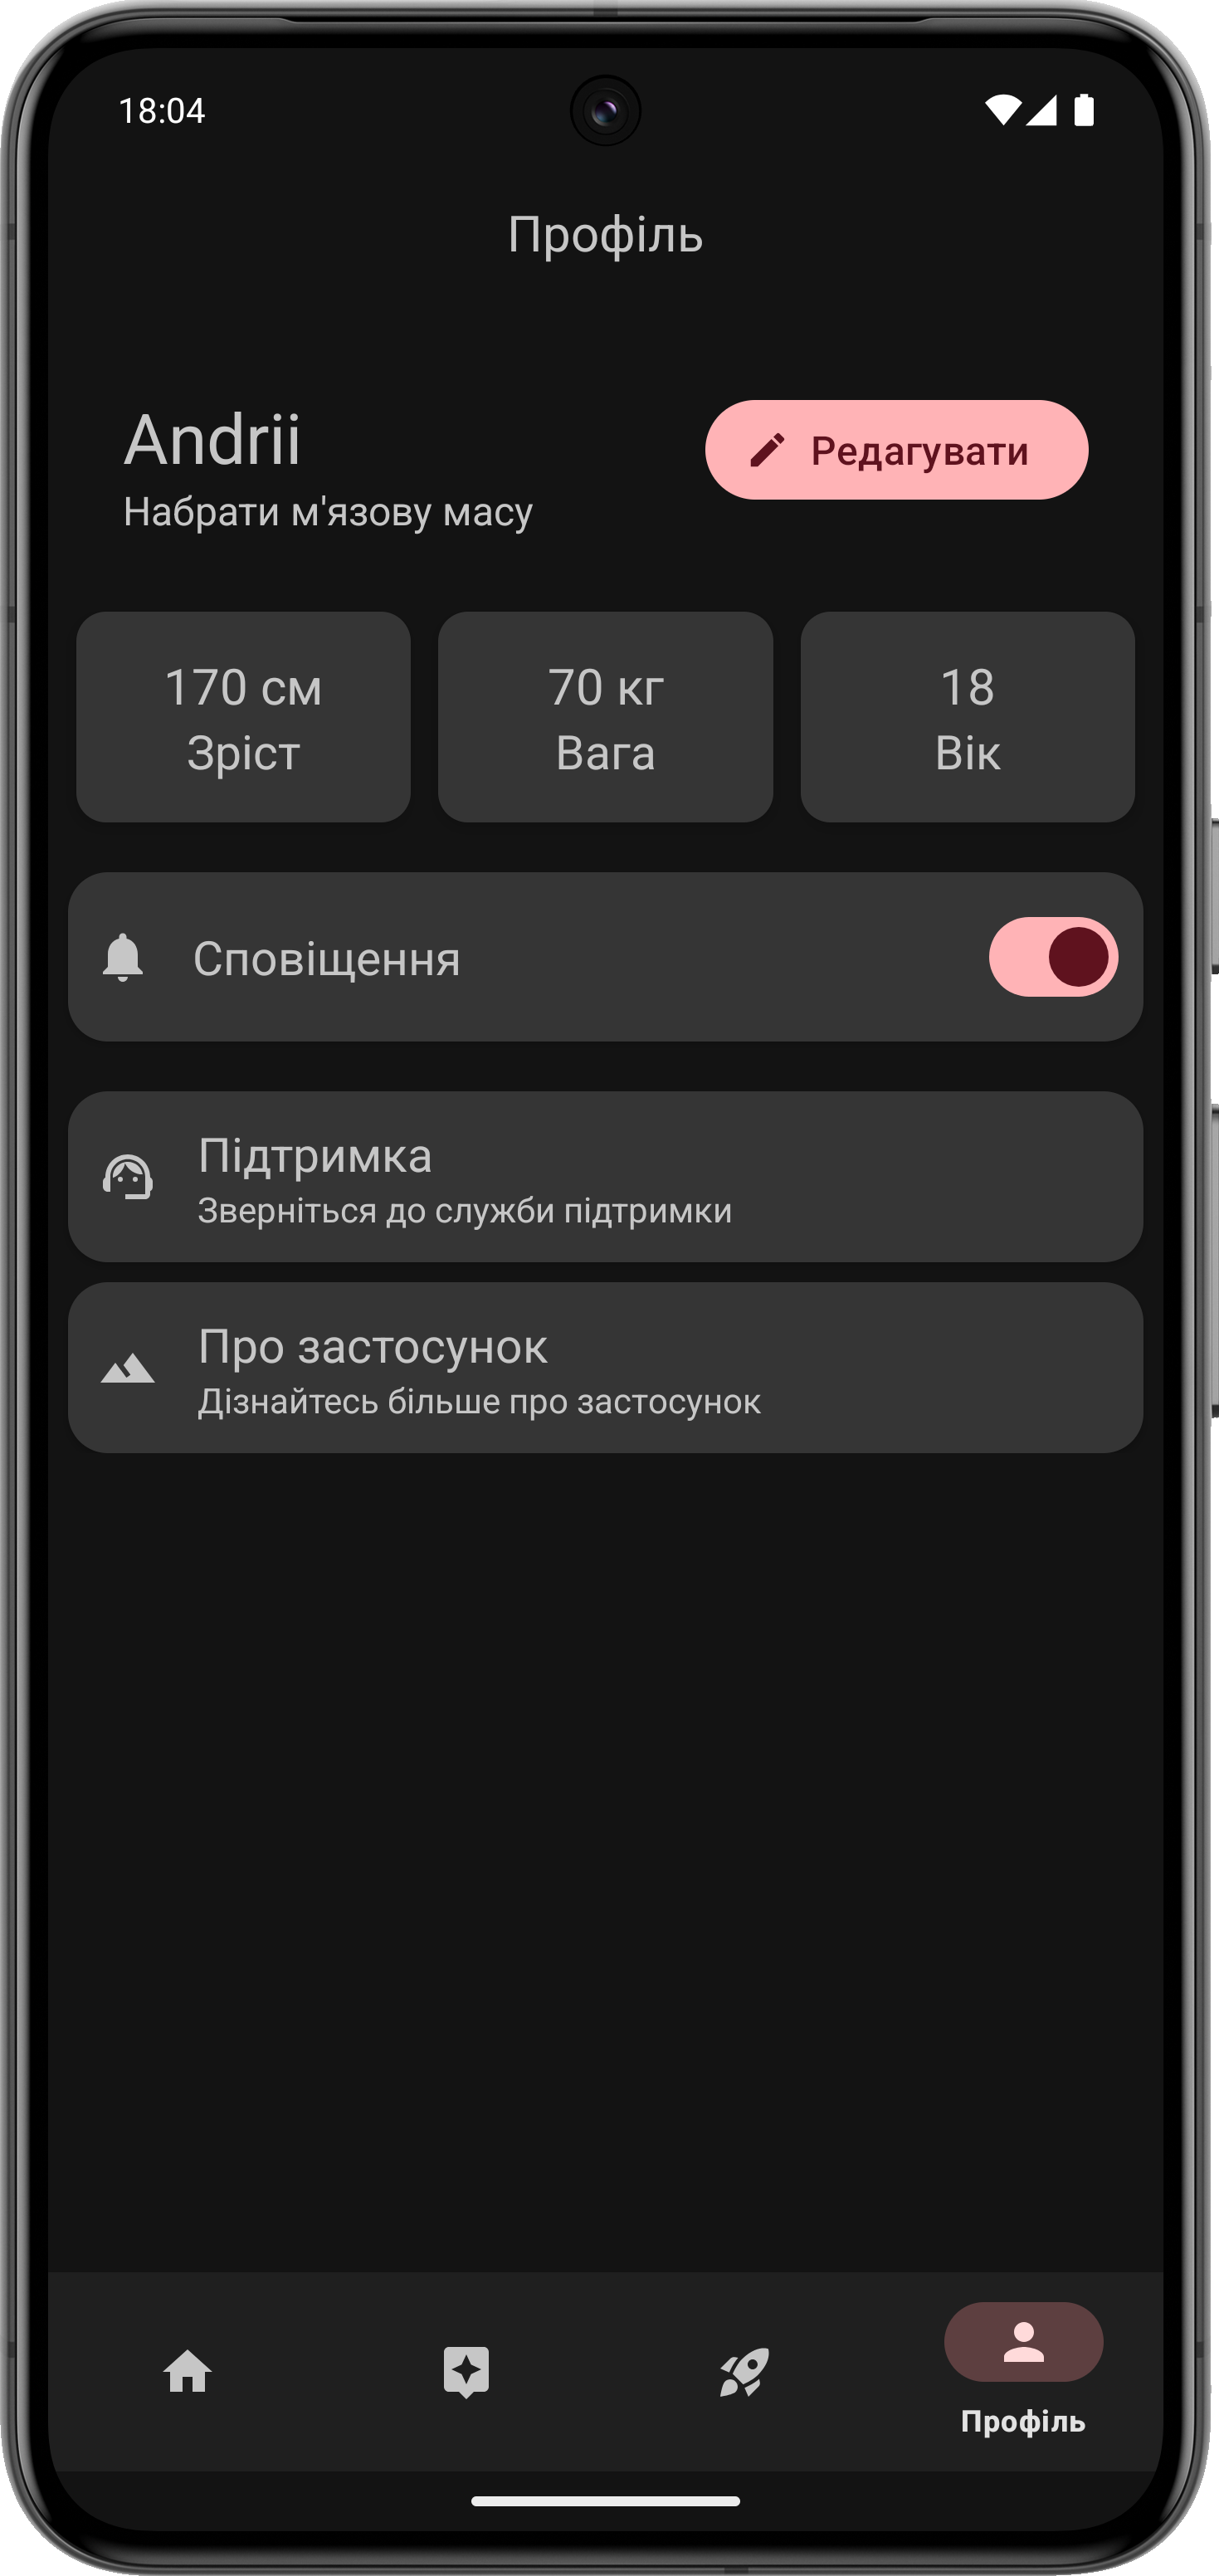 18:04
Профіль
Andrii
Редагувати
Набрати м'язову масу
170 см
Зріст
70 кг
Вага
18
Вік
Сповіщення
Підтримка
Зверніться до служби підтримки
Про застосунок
Дізнайтесь більше про застосунок
Профіль